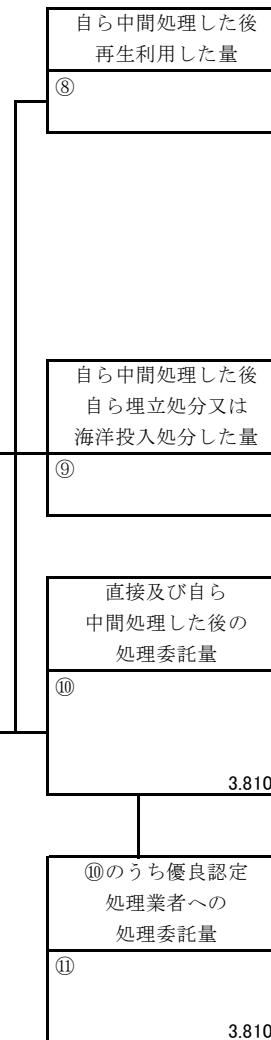 自ら中間処理した後
再生利用した量
⑧
自ら中間処理した後
自ら埋立処分又は
海洋投入処分した量
⑨
直接及び自ら
中間処理した後の
処理委託量
⑩
3.810
⑩のうち優良認定
処理業者への
処理委託量
⑪
3.810